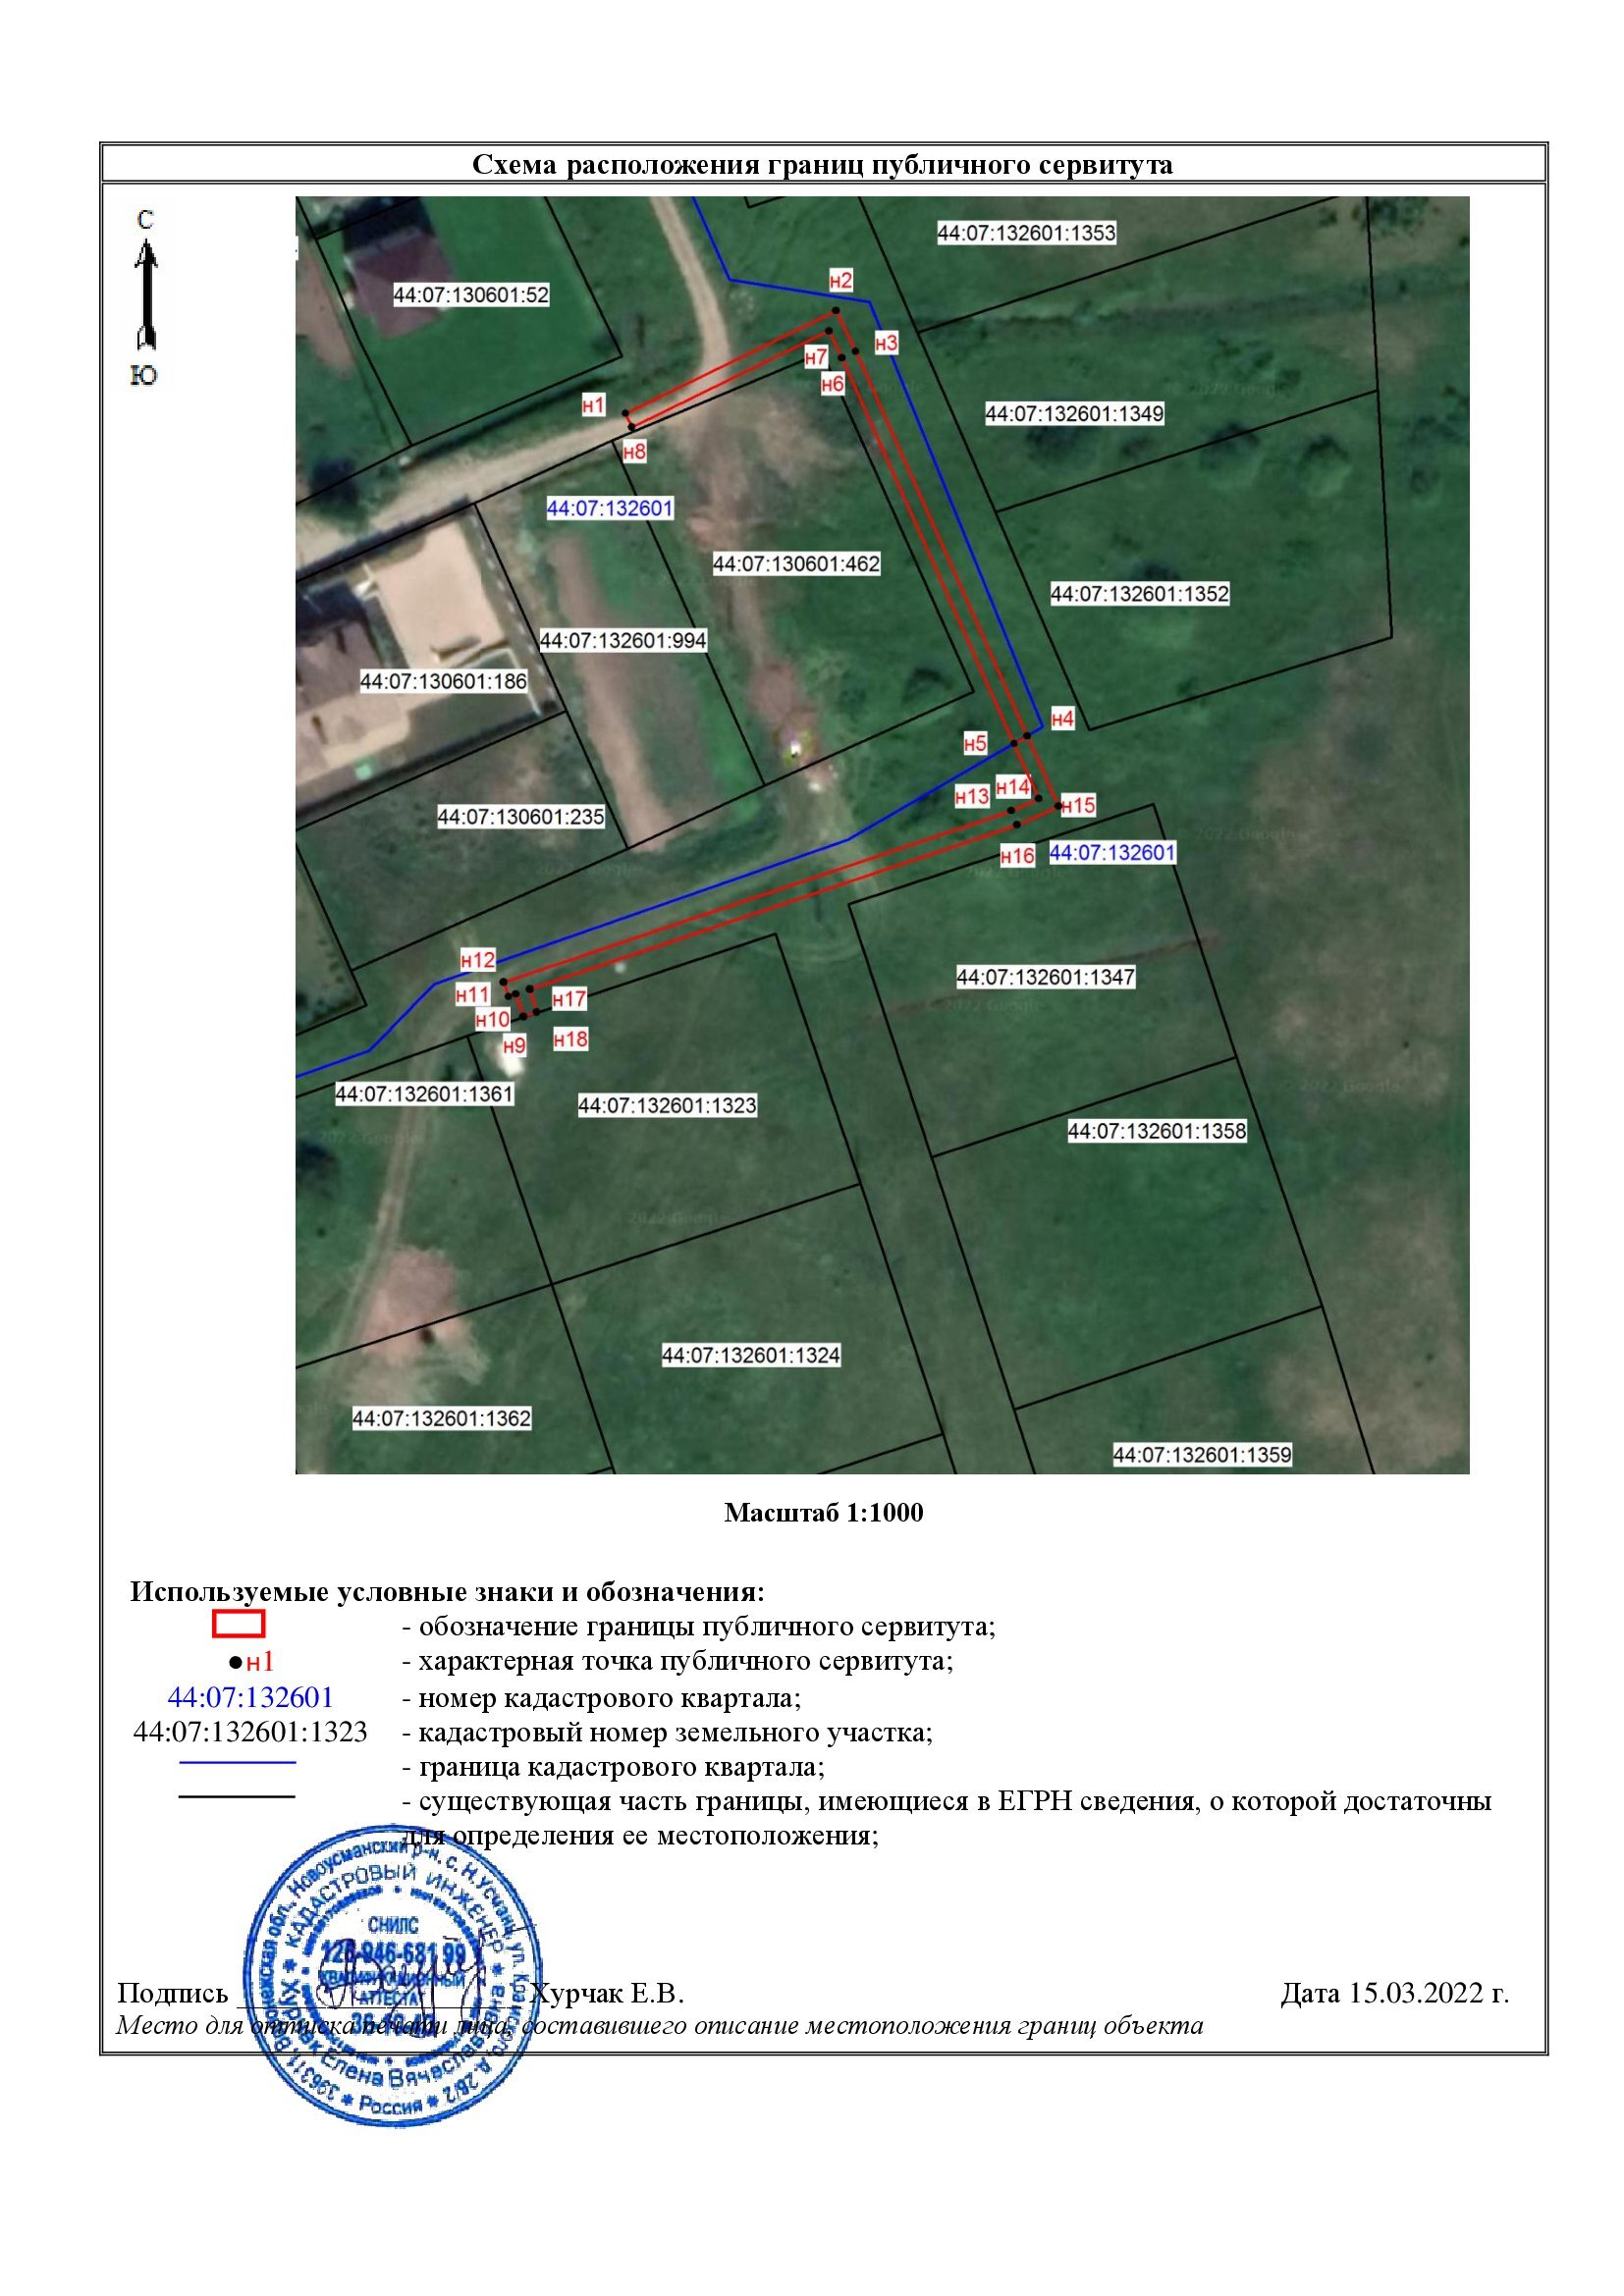 Схема расположения границ публичного сервитута
С
Ю
44:07:132601:1353
44:07:130601:52
н2
н3
н7
н6
н1
44:07:132601:1349
н8
44:07:132601
44:07:130601:462
44:07:132601:1352
44:07:132601:994
44:07:130601:186
н4
н5
н14
н13
н15
44:07:130601:235
н16
44:07:132601
н12
44:07:132601:1347
н11
н17
н10
н9
н18
44:07:132601:1361
44:07:132601:1323
44:07:132601:1358
44:07:132601:1324
44:07:132601:1362
44:07:132601:1359
Масштаб 1:1000
Используемые условные знаки и обозначения:
- обозначение границы публичного сервитута;
н1 - характерная точка публичного сервитута;
44:07:132601 - номер кадастрового квартала;
44:07:132601:1323 - кадастровый номер земельного участка;
- граница кадастрового квартала;
- существующая часть границы, имеющиеся в ЕГРН сведения, о которой достаточны
для определения ее местоположения;
КАДАСТРОВЫЙ ИНЖЕНЕР
СНИЛС
КВАЛИФИКАЦИОННЫЙ
АТТЕСТАТ
Хурчак Елена Вячеславовна
Россия
Подпись Хурчак Е.В. Дата 15.03.2022 г.
Место для оттиска печати лица, составившего описание местоположения границ объекта